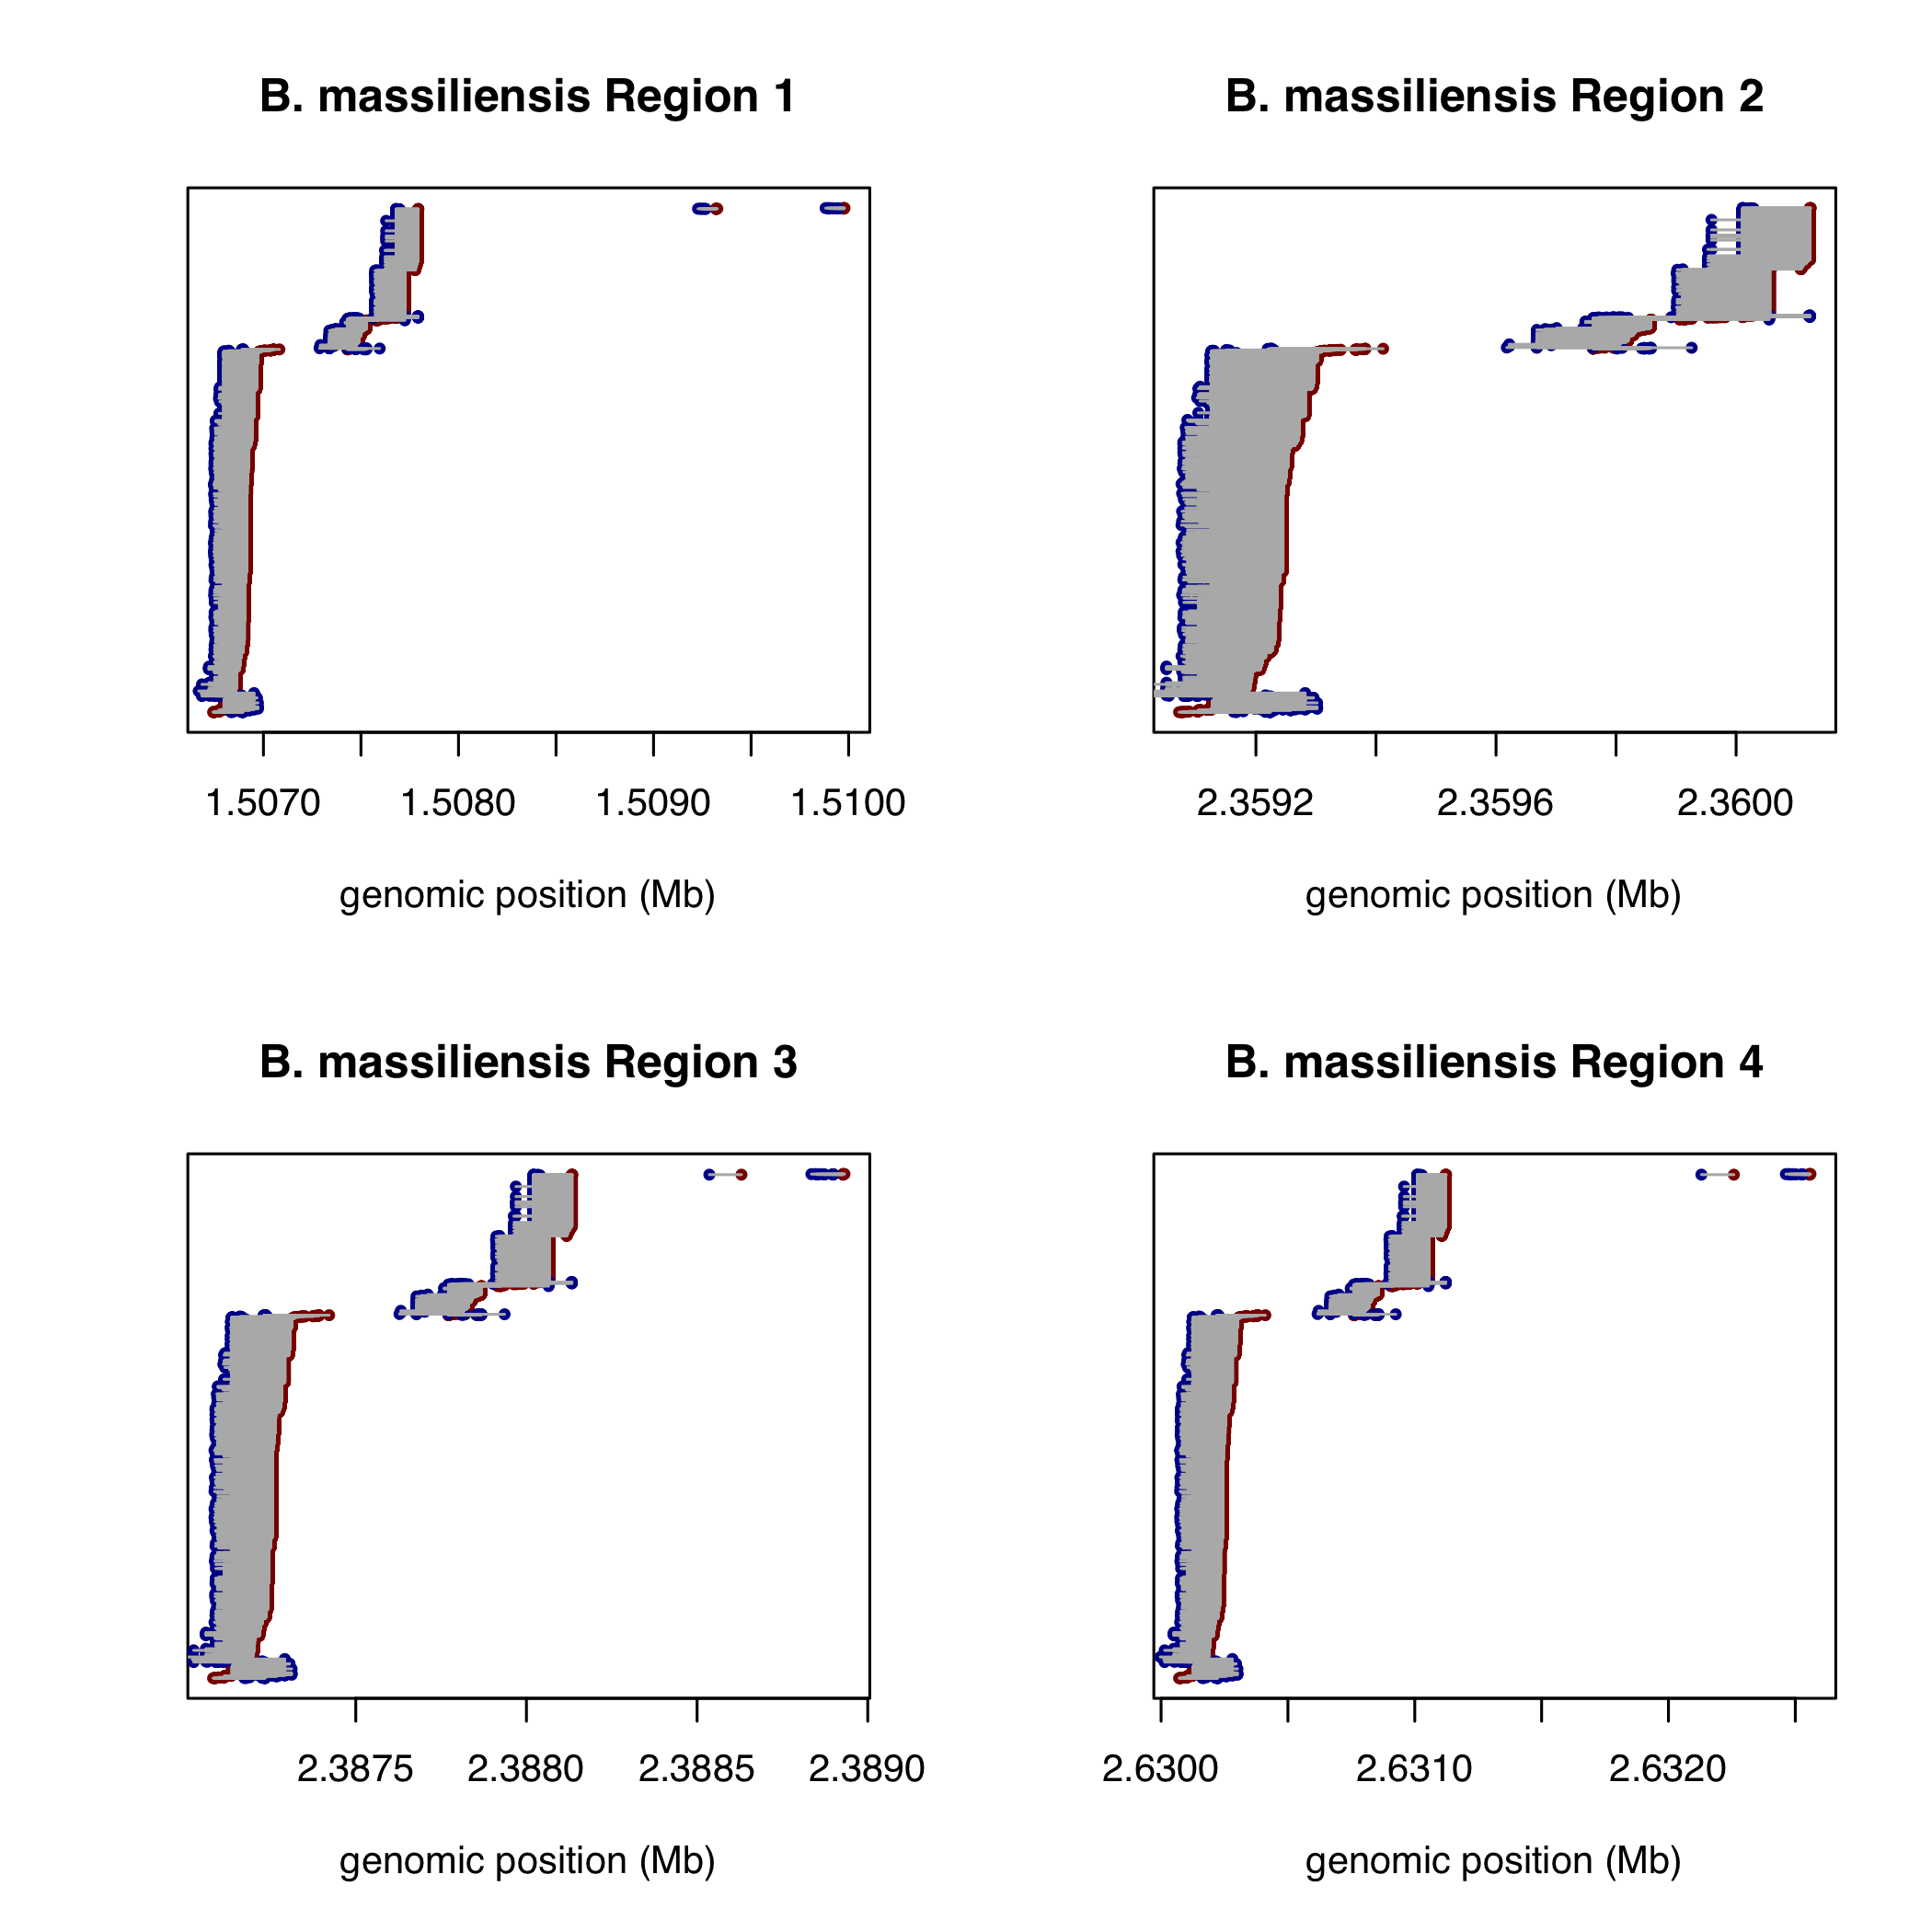 B. massiliensis Region 1
1.5070 1.5080 1.5090 1.5100
genomic position (Mb)
B. massiliensis Region 2
2.3592 2.3596 2.3600
genomic position (Mb)
B. massiliensis Region 3
2.3875 2.3880 2.3885 2.3890
genomic position (Mb)
B. massiliensis Region 4
2.6300 2.6310 2.6320
genomic position (Mb)